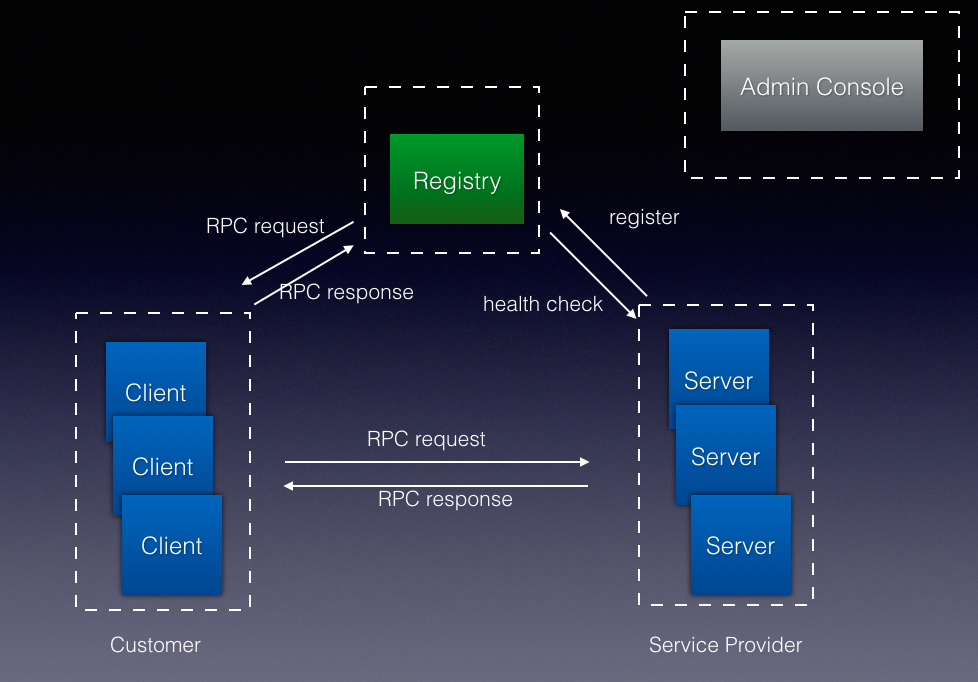 Admin Console
Registry
RPC request
register
RPC response
health check
Client
Server
Client
Server
Client
Server
RPC request
RPC response
Customer
Service Provider